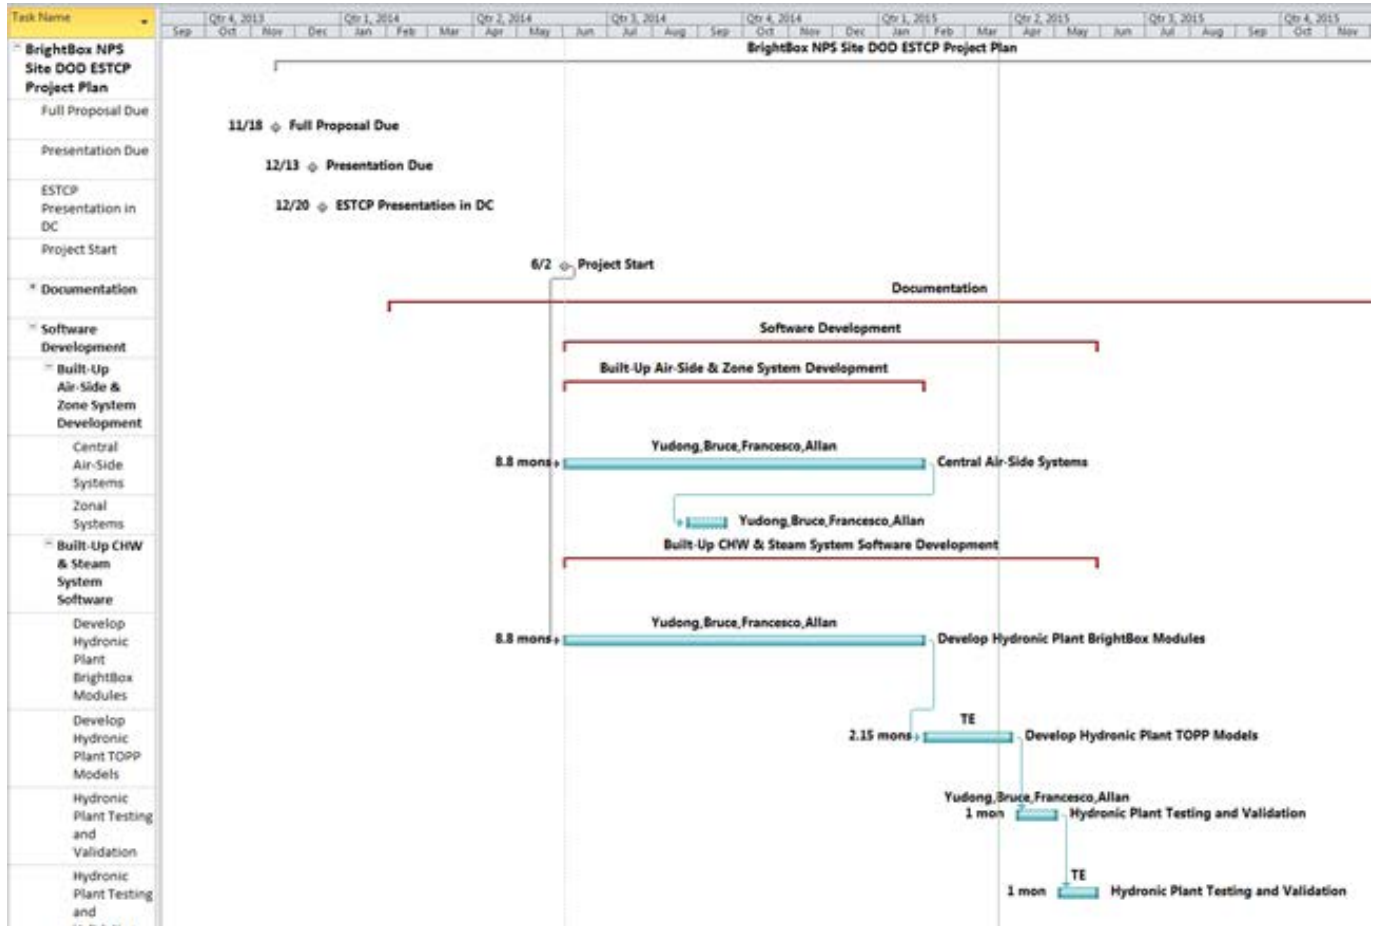 Task Name
Qtr 4, 2013 Qtr 1, 2014 Qtr 2, 2014 Qtr 3, 2014 Qtr 4, 2014 Qtr 1, 2015 Qtr 2, 2015 Qtr 3, 2015 Qtr 4, 2015
Sep Oct Nov Dec Jan Feb Mar Apr May Jun Jul Aug Sep Oct Nov Dec Jan Feb Mar Apr May Jun Jul Aug Sep Oct Nov
BrightBox NPS
Site DOD ESTCP
Project Plan
BrightBox NPS Site DOD ESTCP Project Plan
Full Proposal Due
11/18 Full Proposal Due
Presentation Due
12/13 Presentation Due
ESTCP
Presentation in
DC
12/20 ESTCP Presentation in DC
Project Start
6/2 Project Start
Documentation
Documentation
Software
Development
Software Development
Built-Up
Air-Side &
Zone System
Development
Built-Up Air-Side & Zone System Development
Central
Air-Side
Systems
Yudong,Bruce,Francesco,Allan
8.8 mons Central Air-Side Systems
Zonal
Systems
Yudong,Bruce,Francesco,Allan
Built-Up CHW
& Steam
System
Software
Built-Up CHW & Steam System Software Development
Develop
Hydronic
Plant
BrightBox
Modules
Yudong,Bruce,Francesco,Allan
8.8 mons Develop Hydronic Plant BrightBox Modules
Develop
Hydronic
Plant TOPP
Models
TE
2.15 mons Develop Hydronic Plant TOPP Models
Hydronic
Plant Testing
and
Validation
Yudong,Bruce,Francesco,Allan
1 mon Hydronic Plant Testing and Validation
Hydronic
Plant Testing
and
TE
1 mon Hydronic Plant Testing and Validation